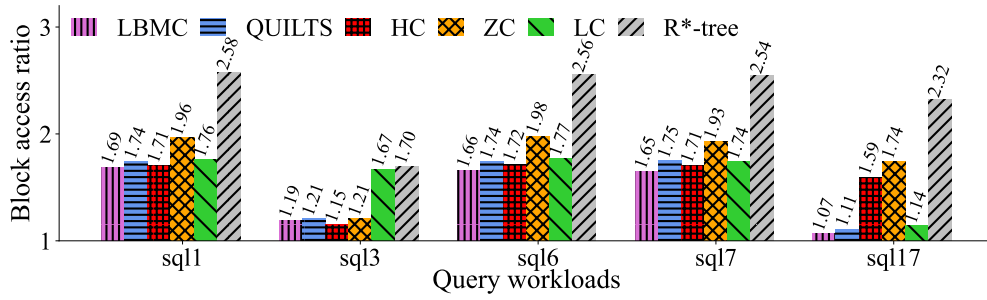 LBMC QUILTS HC ZC LC R*-tree
Block access ratio
3
2
1
1.69 1.74 1.71 1.96 1.76 2.58
1.19 1.21 1.15 1.21 1.67 1.70
1.66 1.74 1.72 1.98 1.77 2.56
1.65 1.75 1.71 1.93 1.74 2.54
1.07 1.11 1.59 1.74 1.14 2.32
sql1 sql3 sql6 sql7 sql17
Query workloads